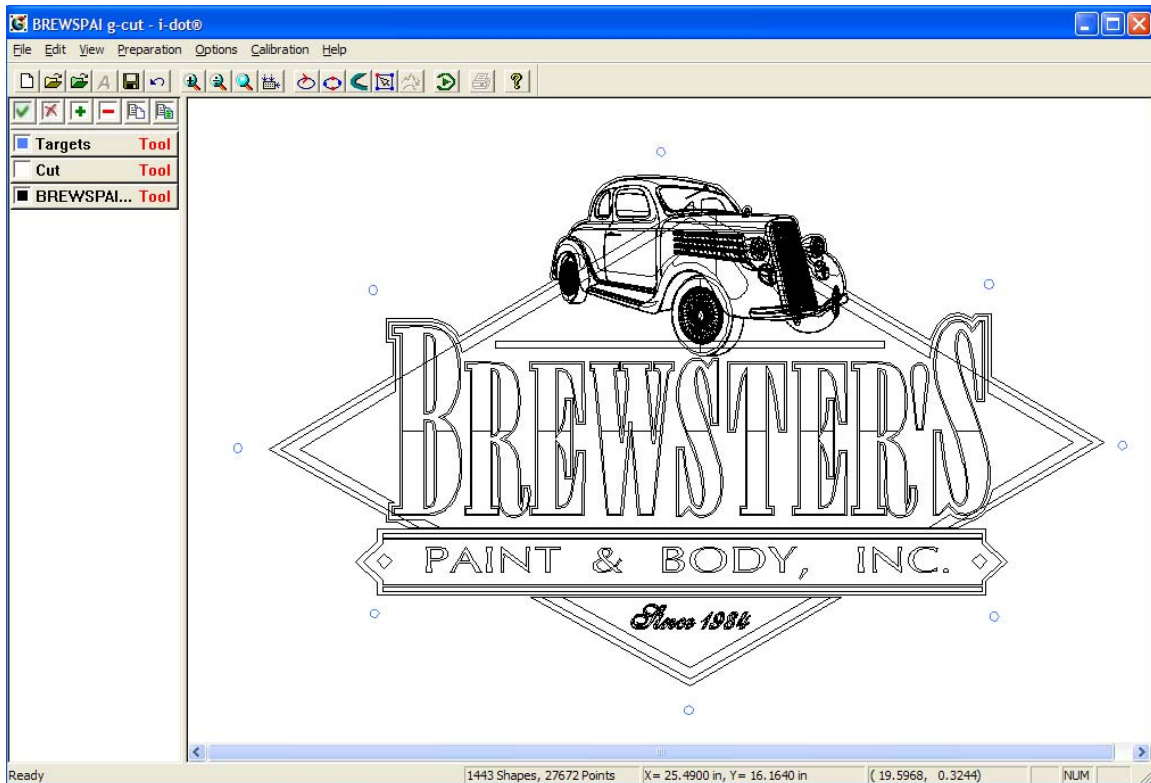 BREWSPAI g-cut - i-dot®
File Edit View Preparation Options Calibration Help
Targets Tool
Cut Tool
BREWSPAI... Tool
BREWSTER'S
PAINT & BODY, INC.
Since 1984
Ready 1443 Shapes, 27672 Points X= 25.4900 in, Y= 16.1640 in ( 19.5968, 0.3244) NUM